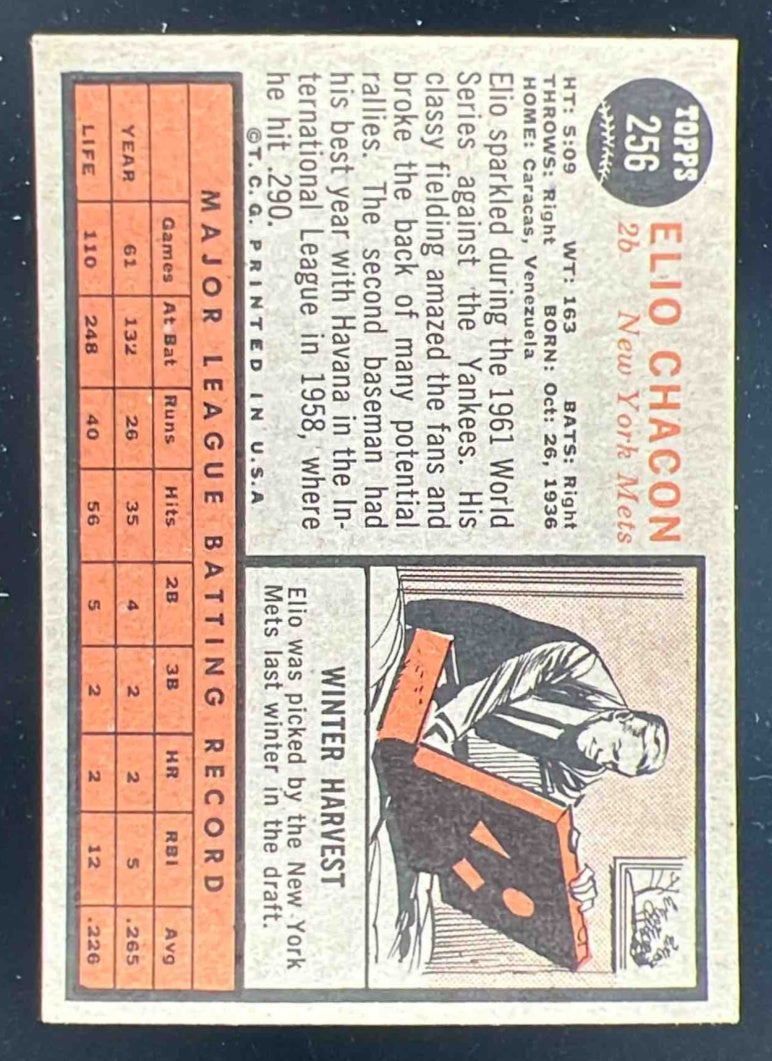 TOPPS
256
ELIO CHACON
2b New York Mets
HT: 5:09 WT: 163 BATS: Right
THROWS: Right BORN: Oct: 26, 1936
HOME: Caracas, Venezuela
Elio sparkled during the 1961 World
Series against the Yankees. His
classy fielding amazed the fans and
broke the back of many potential
rallies. The second baseman had
his best year with Havana in the In-
ternational League in 1958, where
he hit .290.
©T.C.G. PRINTED IN U.S.A
WINTER HARVEST
Elio was picked by the New York
Mets last winter in the draft.
MAJOR LEAGUE BATTING RECORD
Games At Bat Runs Hits 2B 3B HR RBI Avg
YEAR 61 132 26 35 4 2 2 5 .265
LIFE 110 248 40 56 5 2 2 12 .226